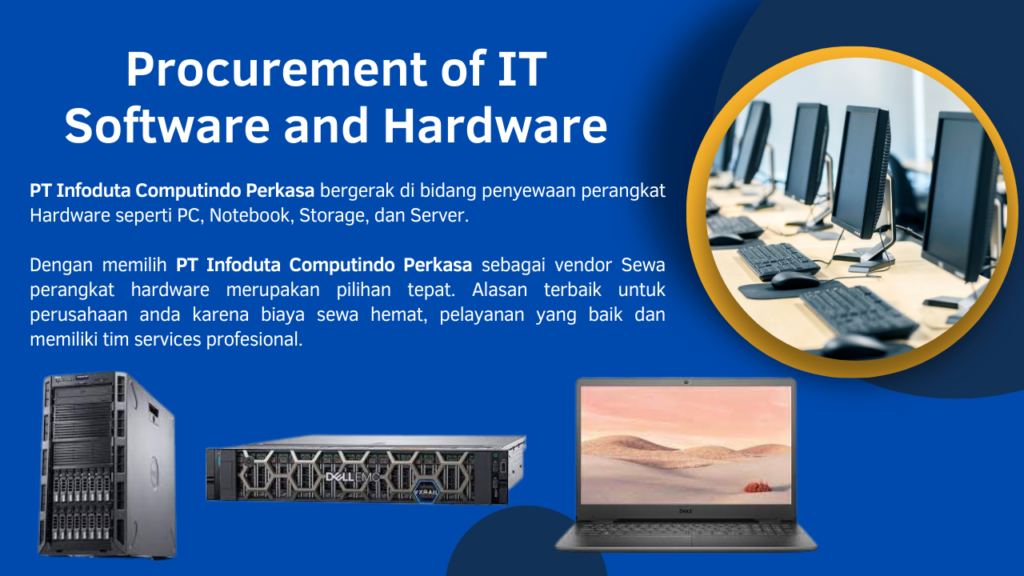 Procurement of IT
Software and Hardware
PT Infoduta Computindo Perkasa bergerak di bidang penyewaan perangkat
Hardware seperti PC, Notebook, Storage, dan Server.
Dengan memilih PT Infoduta Computindo Perkasa sebagai vendor Sewa
perangkat hardware merupakan pilihan tepat. Alasan terbaik untuk
perusahaan anda karena biaya sewa hemat, pelayanan yang baik dan
memiliki tim services profesional.
DELL EMC
VXRAIL
DELL